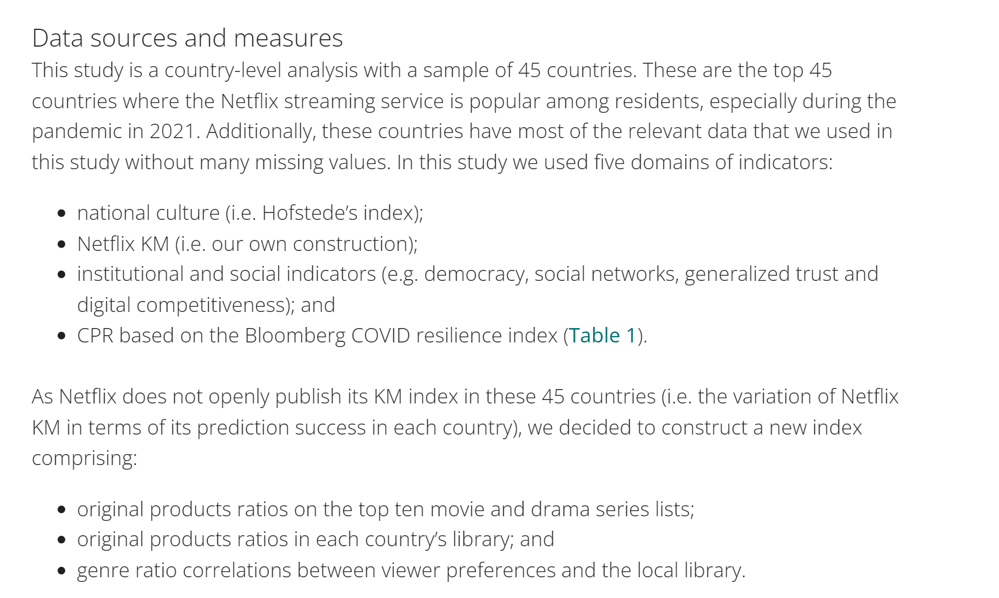 Data sources and measures
This study is a country-level analysis with a sample of 45 countries. These are the top 45
countries where the Netflix streaming service is popular among residents, especially during the
pandemic in 2021. Additionally, these countries have most of the relevant data that we used in
this study without many missing values. In this study we used five domains of indicators:
• national culture (i.e. Hofstede’s index);
• Netflix KM (i.e. our own construction);
• institutional and social indicators (e.g. democracy, social networks, generalized trust and
digital competitiveness); and
• CPR based on the Bloomberg COVID resilience index (Table 1).
As Netflix does not openly publish its KM index in these 45 countries (i.e. the variation of Netflix
KM in terms of its prediction success in each country), we decided to construct a new index
comprising:
• original products ratios on the top ten movie and drama series lists;
• original products ratios in each country’s library; and
• genre ratio correlations between viewer preferences and the local library.